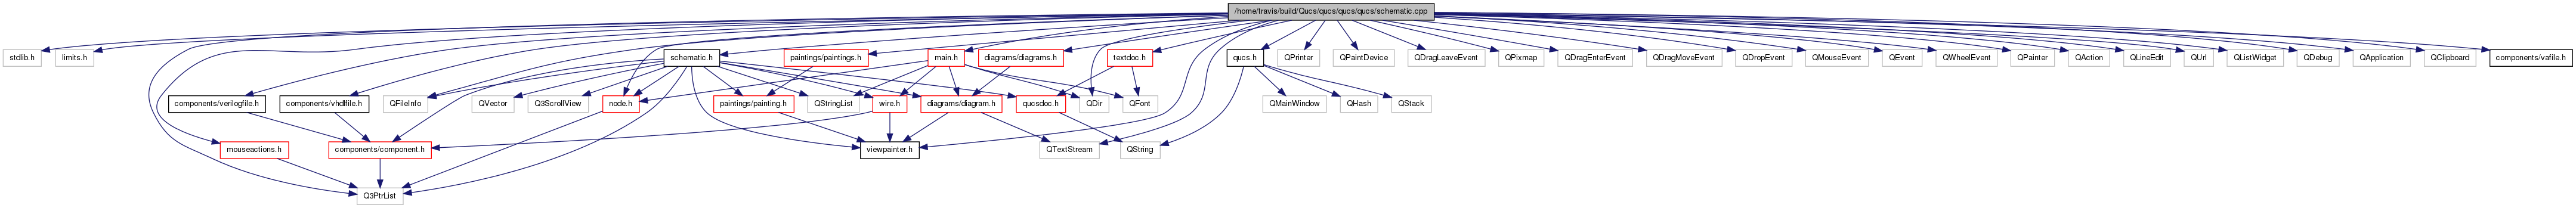 /home/travis/build/Qucs/qucs/qucs/qucs/schematic.cpp
stdlib.h
limits.h
schematic.h
paintings/paintings.h
main.h
diagrams/diagrams.h
textdoc.h
qucs.h
QPrinter
QPaintDevice
QDragLeaveEvent
QPixmap
QDragEnterEvent
QDragMoveEvent
QDropEvent
QMouseEvent
QEvent
QWheelEvent
QPainter
QAction
QLineEdit
QUrl
QListWidget
QDebug
QApplication
QClipboard
components/vafile.h
components/verilogfile.h
components/vhdlfile.h
QFileInfo
QVector
Q3ScrollView
node.h
paintings/painting.h
QStringList
wire.h
diagrams/diagram.h
qucsdoc.h
QDir
QFont
QMainWindow
QHash
QStack
mouseactions.h
components/component.h
viewpainter.h
QTextStream
QString
Q3PtrList